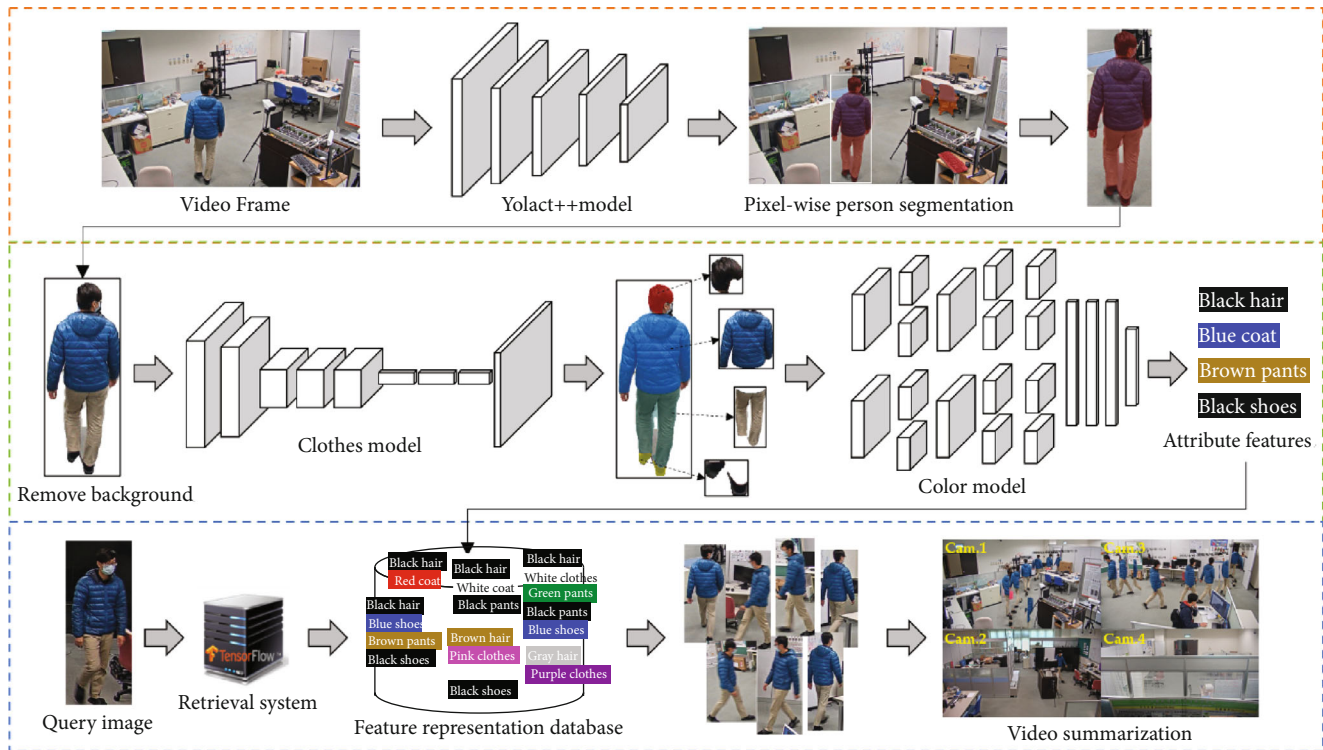 Video Frame
Yolact++model
Pixel-wise person segmentation
Remove background
Clothes model
Color model
Black hair
Blue coat
Brown pants
Black shoes
Attribute features
Query image
TensorFlow
Retrieval system
Black hair
Red coat
Black hair
White coat
Black pants
Black hair
White clothes
Green pants
Black pants
Blue shoes
Black hair
Blue shoes
Brown pants
Black shoes
Brown hair
Pink clothes
Gray hair
Purple clothes
Black shoes
Feature representation database
Cam.1
Cam.3
Cam.2
Cam.4
Video summarization